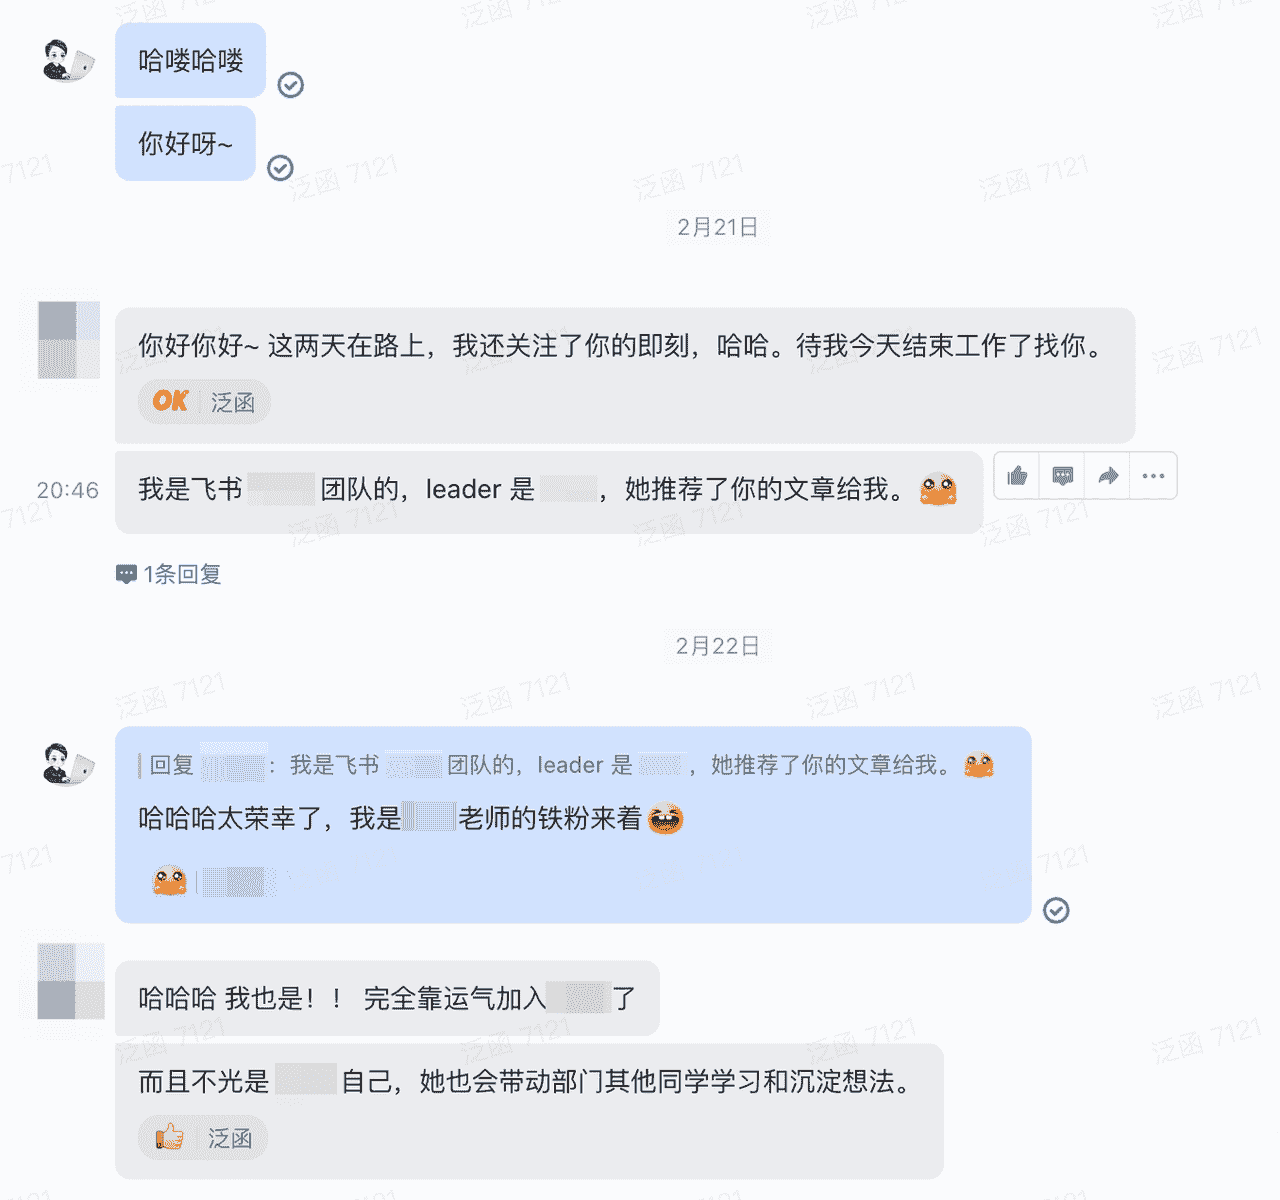 哈喽哈喽
你好呀~
2月21日
你好你好~ 这两天在路上，我还关注了你的即刻，哈哈。待我今天结束工作了找你。
OK 泛函
20:46
我是飞书 团队的，leader 是 ，她推荐了你的文章给我。
1条回复
2月22日
回复 ：我是飞书 团队的，leader 是 ，她推荐了你的文章给我。
哈哈哈太荣幸了，我是 老师的铁粉来着
哈哈哈 我也是！！ 完全靠运气加入 了
而且不光是 自己，她也会带动部门其他同学学习和沉淀想法。
泛函
泛函 7121